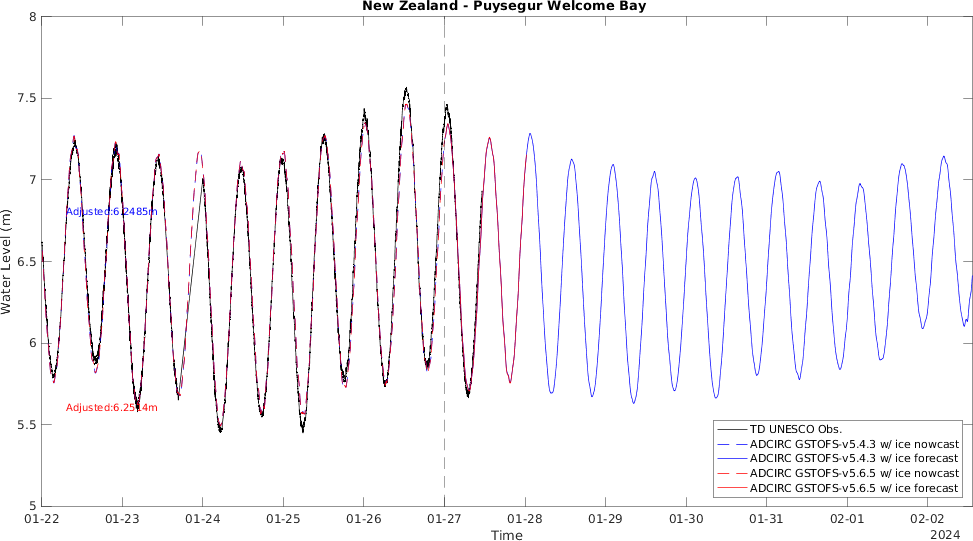 New Zealand - Puysegur Welcome Bay
8
7.5
7
6.5
6
5.5
5
Water Level (m)
Adjusted:6.2485m
Adjusted:6.2514m
TD UNESCO Obs.
ADCIRC GSTOFS-v5.4.3 w/ ice nowcast
ADCIRC GSTOFS-v5.4.3 w/ ice forecast
ADCIRC GSTOFS-v5.6.5 w/ ice nowcast
ADCIRC GSTOFS-v5.6.5 w/ ice forecast
01-22 01-23 01-24 01-25 01-26 01-27 01-28 01-29 01-30 01-31 02-01 02-02
Time
2024